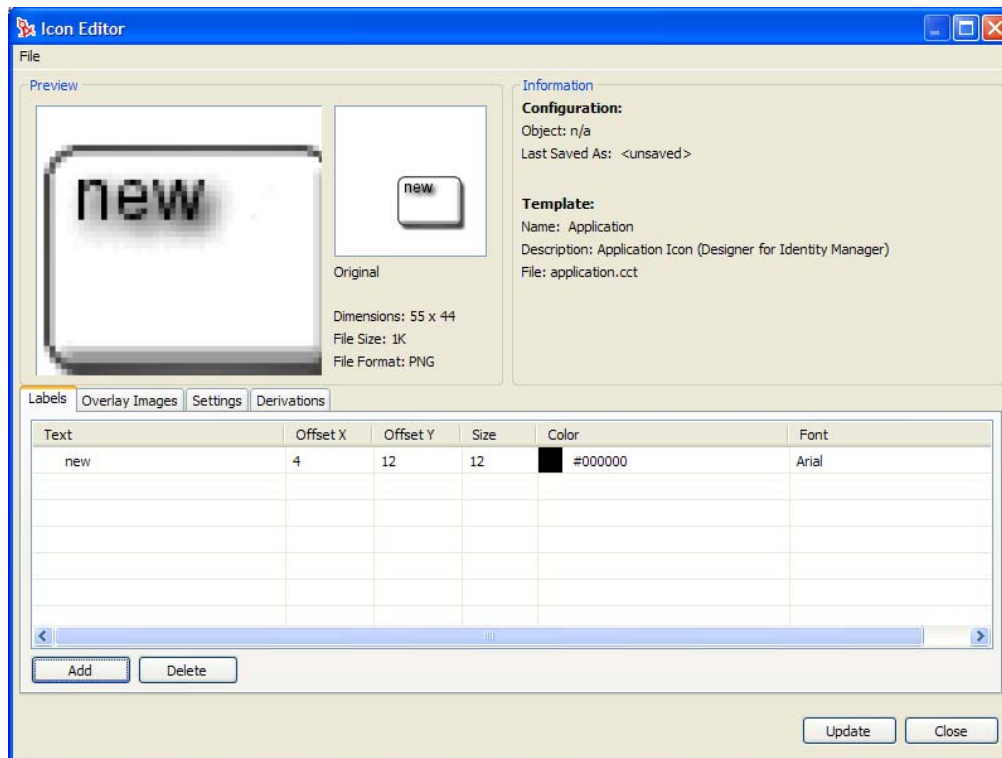 Icon Editor
File
Preview
new
new
Original
Dimensions: 55 x 44
File Size: 1K
File Format: PNG
Information
Configuration:
Object: n/a
Last Saved As: <unsaved>
Template:
Name: Application
Description: Application Icon (Designer for Identity Manager)
File: application.cct
Labels Overlay Images Settings Derivations
Text Offset X Offset Y Size Color Font
new 4 12 12 #000000 Arial
Add Delete
Update Close